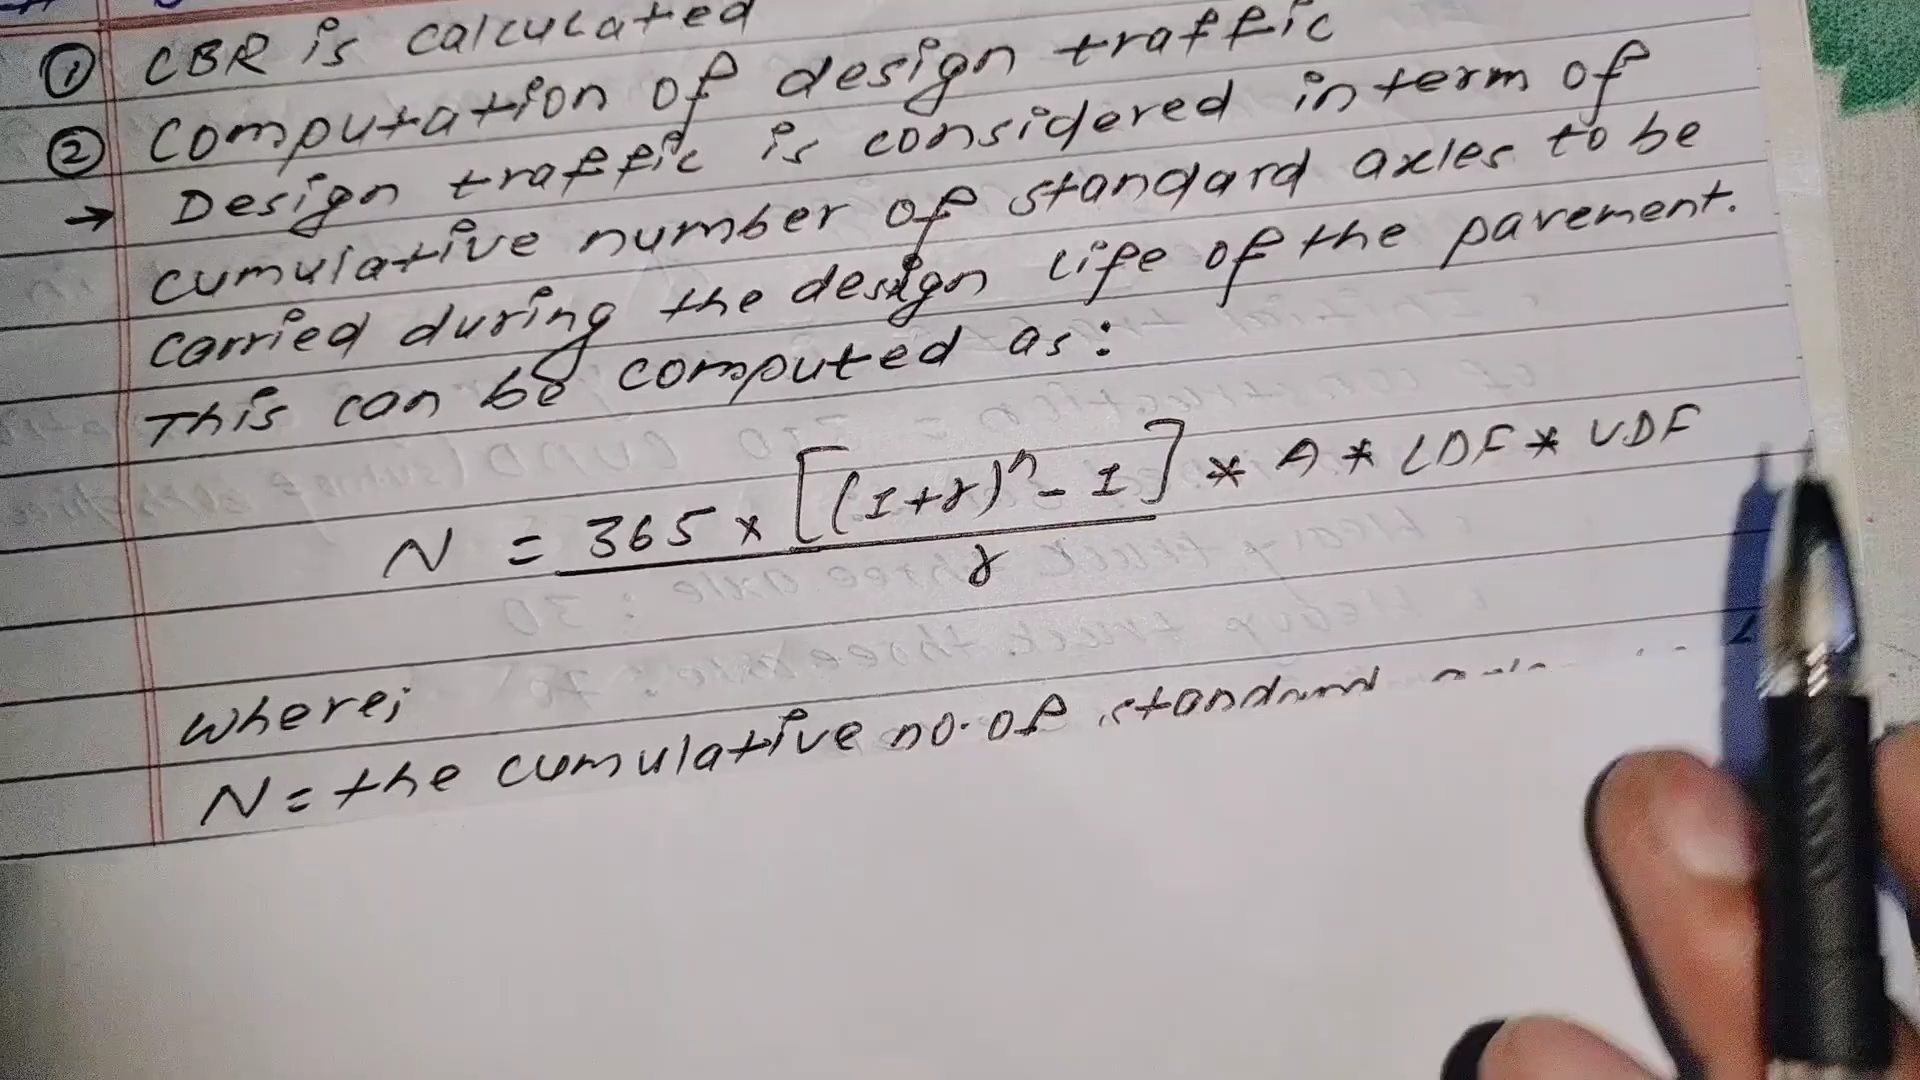 ① CBR is calculated
② Computation of design traffic
→ Design traffic is considered in term of
cumulative number of standard axles to be
carried during the design life of the pavement.
This can be computed as:
N = 365 x [(1+r)^n - 1] * A * LDF * VDF
r
where;
N = the cumulative no. of standard